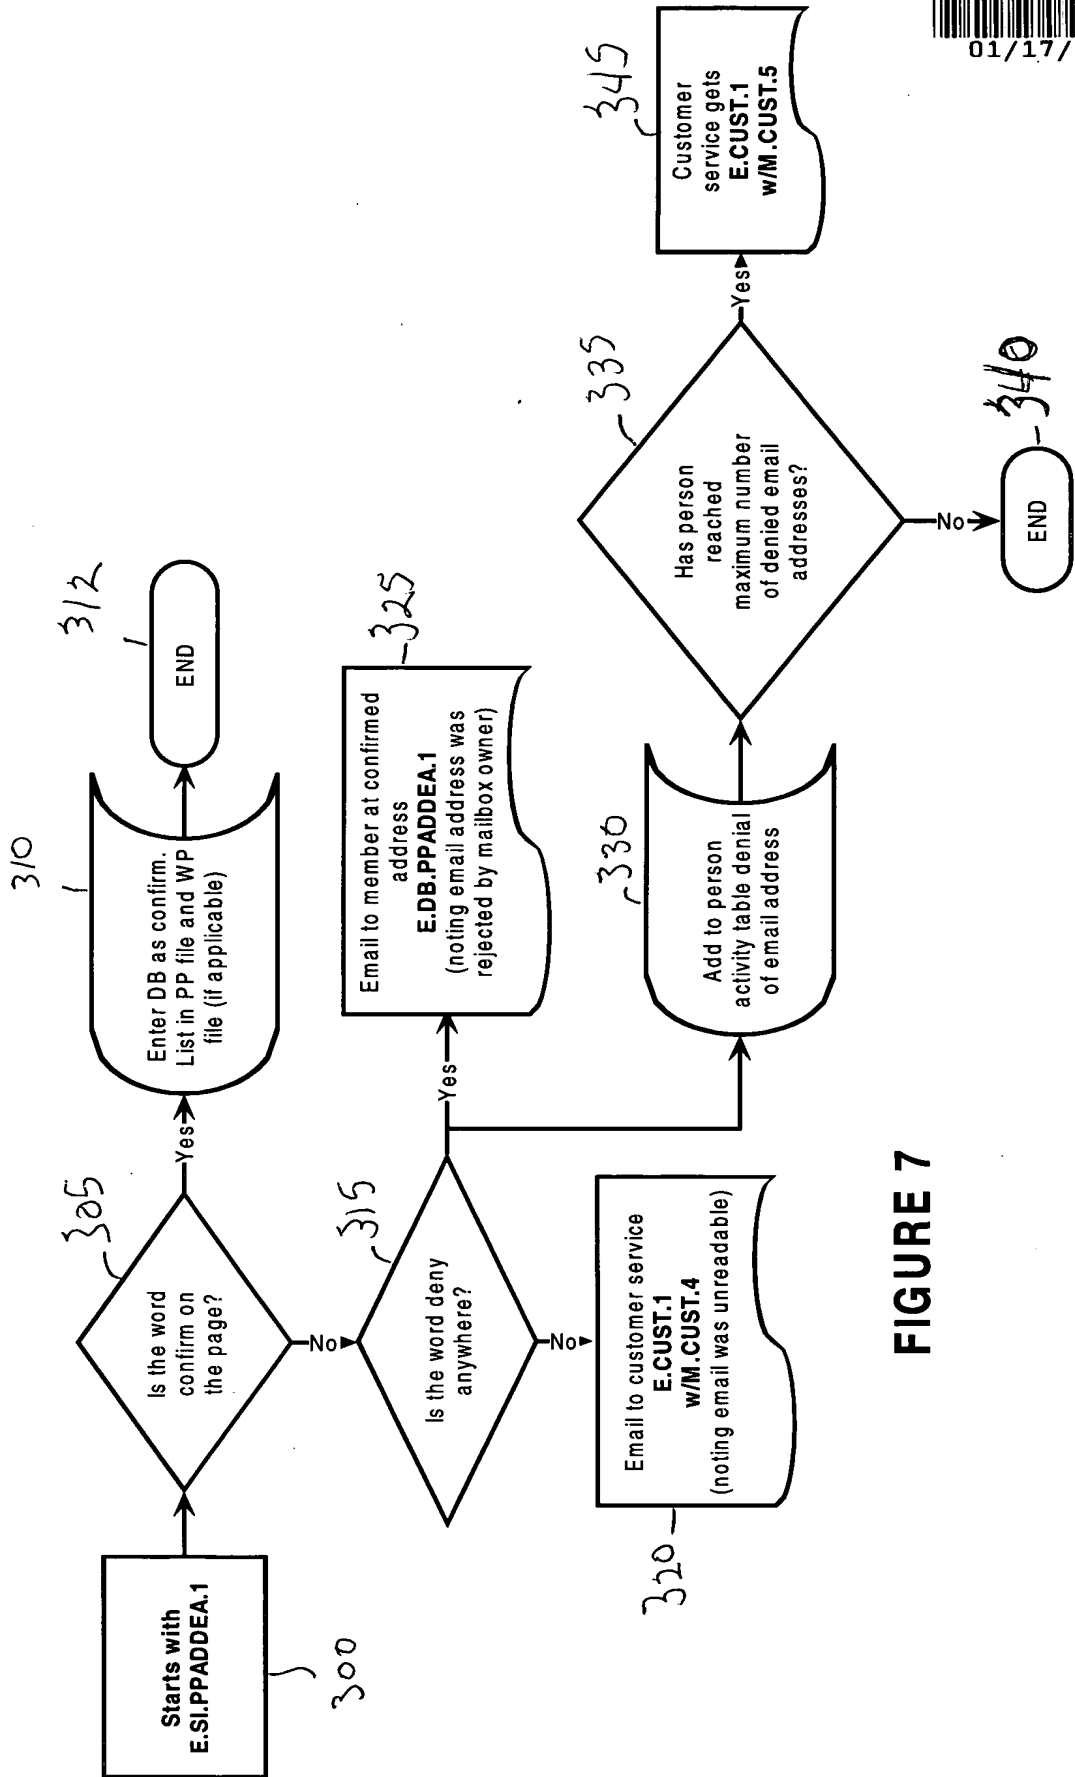 01/17/
Starts with
E.SI.PPADDEA.1
300
Is the word
confirm on
the page?
305
Yes
Enter DB as confirm.
List in PP file and WP
file (if applicable)
310
END
312
No
Is the word deny
anywhere?
315
Yes
Email to member at confirmed
address
E.DB.PPADDEA.1
(noting email address was
rejected by mailbox owner)
325
No
Email to customer service
E.CUST.1
w/M.CUST.4
(noting email was unreadable)
320
Add to person
activity table denial
of email address
330
Has person
reached
maximum number
of denied email
addresses?
335
Yes
Customer
service gets
E.CUST.1
w/M.CUST.5
345
No
END
340
FIGURE 7